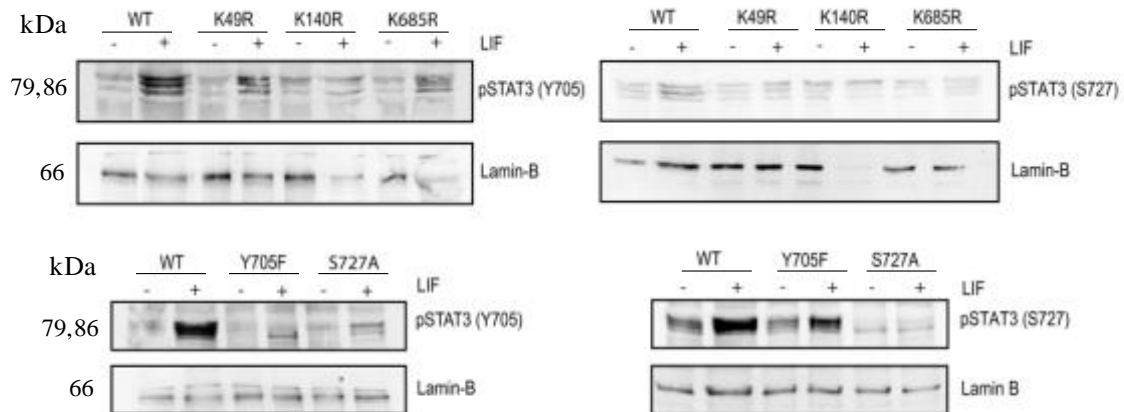 kDa WT K49R K140R K685R
- + - + - + - + LIF
79,86 pSTAT3 (Y705)
66 Lamin-B
WT K49R K140R K685R
- + - + - + - + LIF
pSTAT3 (S727)
Lamin-B
kDa WT Y705F S727A
- + - + - + LIF
79,86 pSTAT3 (Y705)
66 Lamin-B
WT Y705F S727A
- + - + - + LIF
pSTAT3 (S727)
Lamin B